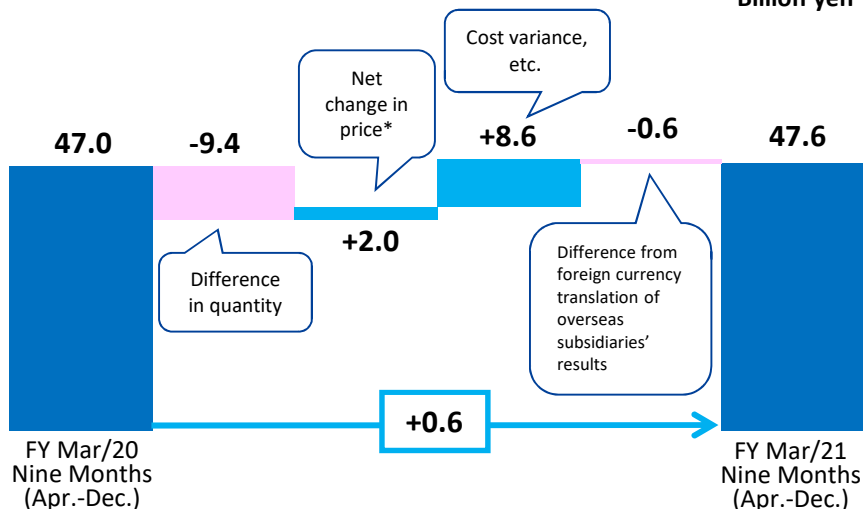 Billion yen
Cost variance,
etc.
Net
change in
price*
47.0
-9.4
+8.6
-0.6
47.6
+2.0
Difference
in quantity
Difference from
foreign currency
translation of
overseas
subsidiaries’
results
+0.6
FY Mar/20
Nine Months
(Apr.-Dec.)
FY Mar/21
Nine Months
(Apr.-Dec.)